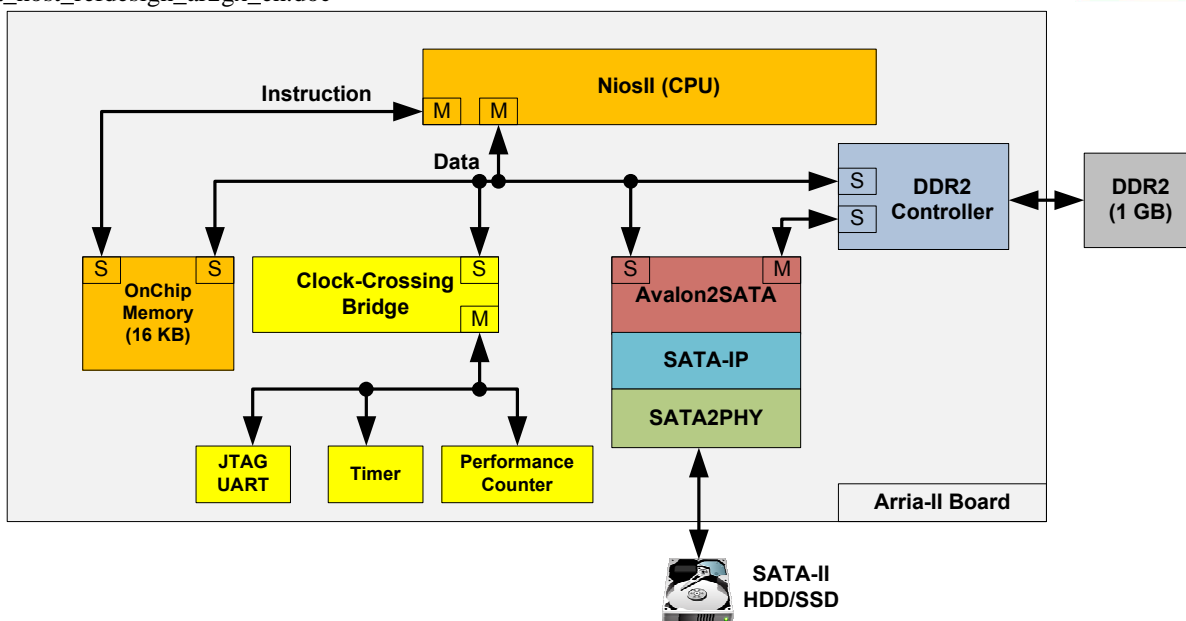 NiosII (CPU)
Instruction
M
M
Data
S
DDR2
Controller
S
DDR2
(1 GB)
S
S
OnChip
Memory
(16 KB)
S
Clock-Crossing
Bridge
M
S
M
Avalon2SATA
SATA-IP
SATA2PHY
JTAG
UART
Timer
Performance
Counter
Arria-II Board
SATA-II
HDD/SSD